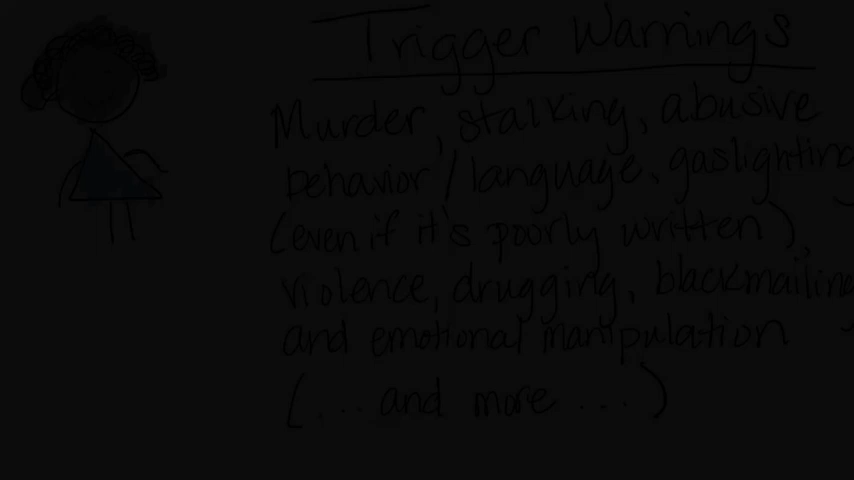 Trigger Warnings
Murder, stalking, abusive
behavior/language, gaslighting
(even if it's poorly written),
violence, drugging, blackmailing,
and emotional manipulation
(...and more...)